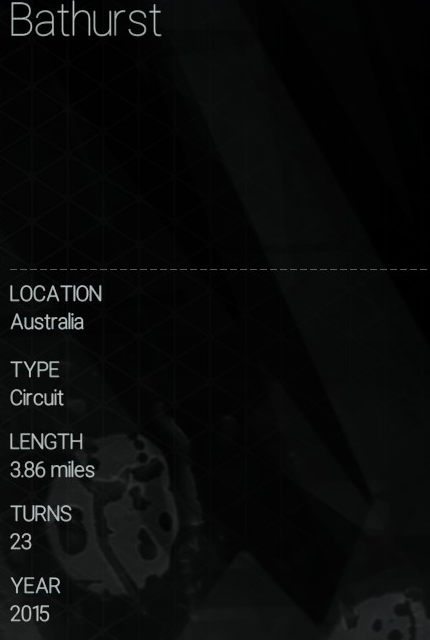 Bathurst
LOCATION
Australia
TYPE
Circuit
LENGTH
3.86 miles
TURNS
23
YEAR
2015